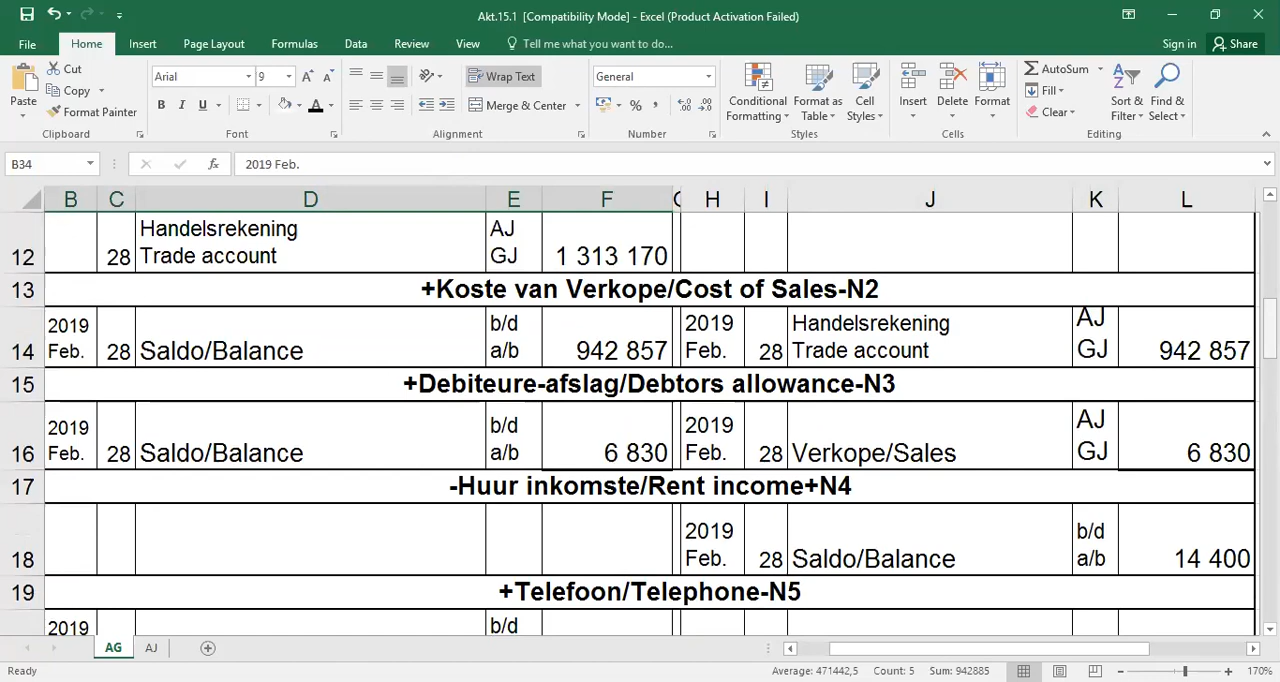 Akt.15.1 [Compatibility Mode] - Excel (Product Activation Failed)
File Home Insert Page Layout Formulas Data Review View Tell me what you want to do... Sign in Share
Paste Cut
Copy
Format Painter
Clipboard
Arial 9
B I U A
Font
Wrap Text
Merge & Center
Alignment
General
%
Number
Conditional Formatting Format as Table Cell Styles
Styles
Insert Delete Format
Cells
AutoSum
Fill
Clear
Sort & Filter Find & Select
Editing
B34 fx 2019 Feb.
B C D E F G H I J K L
12 28 Handelsrekening AJ
Trade account GJ 1 313 170
13 +Koste van Verkope/Cost of Sales-N2
2019 b/d 2019 Handelsrekening AJ
14 Feb. 28 Saldo/Balance a/b 942 857 Feb. 28 Trade account GJ 942 857
15 +Debiteure-afslag/Debtors allowance-N3
2019 b/d 2019 AJ
16 Feb. 28 Saldo/Balance a/b 6 830 Feb. 28 Verkope/Sales GJ 6 830
17 -Huur inkomste/Rent income+N4
2019 b/d
18 Feb. 28 Saldo/Balance a/b 14 400
19 +Telefoon/Telephone-N5
2019 b/d
AG AJ
Ready Average: 471442,5 Count: 5 Sum: 942885 170%